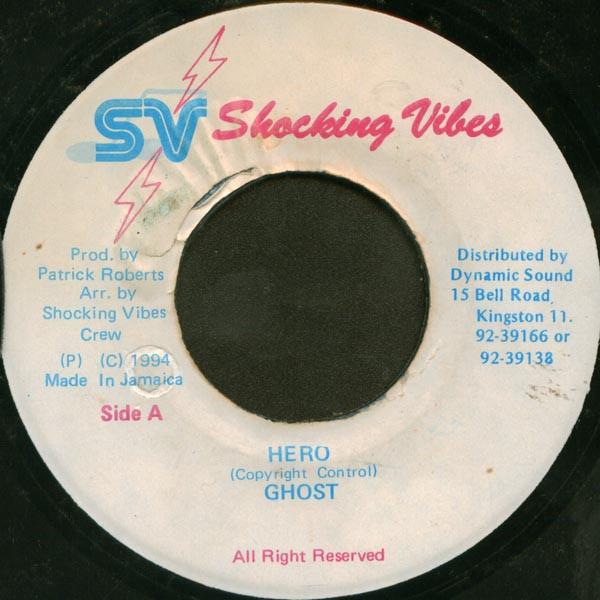 SV Shocking Vibes
Prod. by
Patrick Roberts
Arr. by
Shocking Vibes
Crew
(P) (C) 1994
Made In Jamaica
Side A
Distributed by
Dynamic Sound
15 Bell Road,
Kingston 11.
92-39166 or
92-39138
HERO
(Copyright Control)
GHOST
All Right Reserved